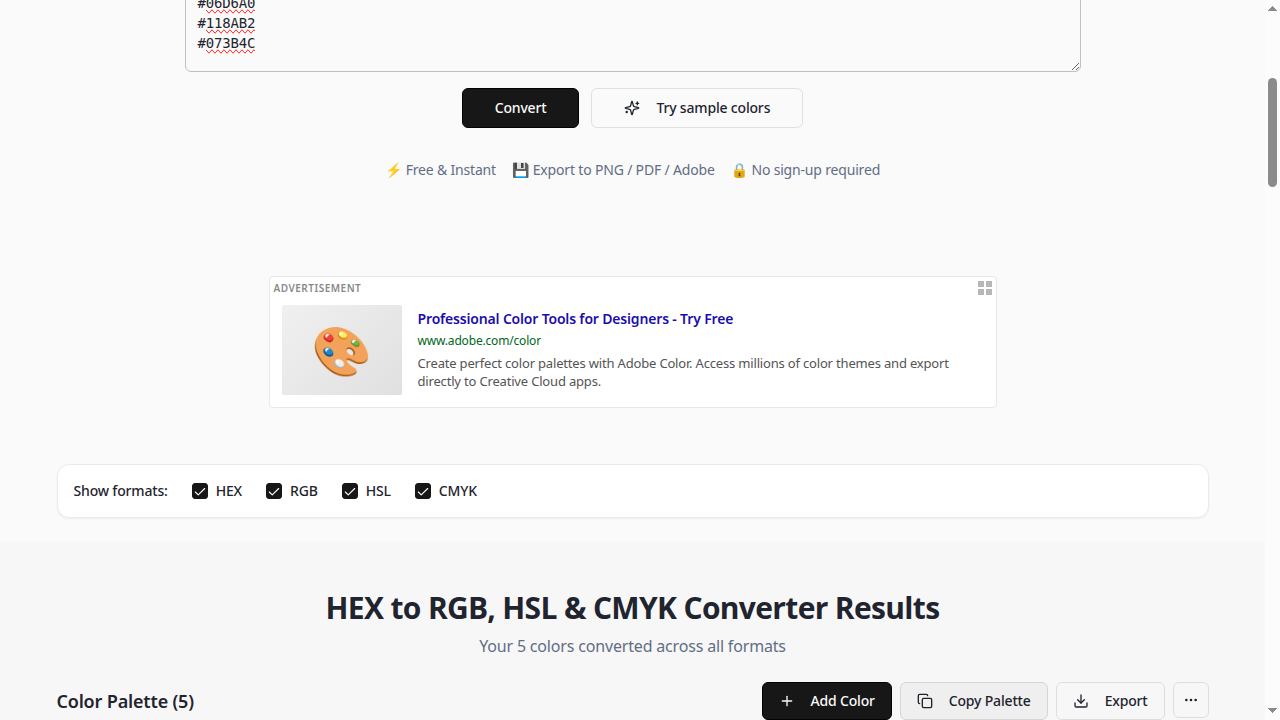 #06D6A0
#118AB2
#073B4C
Convert
Try sample colors
⚡ Free & Instant 💾 Export to PNG / PDF / Adobe 🔒 No sign-up required
ADVERTISEMENT
Professional Color Tools for Designers - Try Free
www.adobe.com/color
Create perfect color palettes with Adobe Color. Access millions of color themes and export
directly to Creative Cloud apps.
Show formats: HEX RGB HSL CMYK
HEX to RGB, HSL & CMYK Converter Results
Your 5 colors converted across all formats
Color Palette (5)
Add Color
Copy Palette
Export